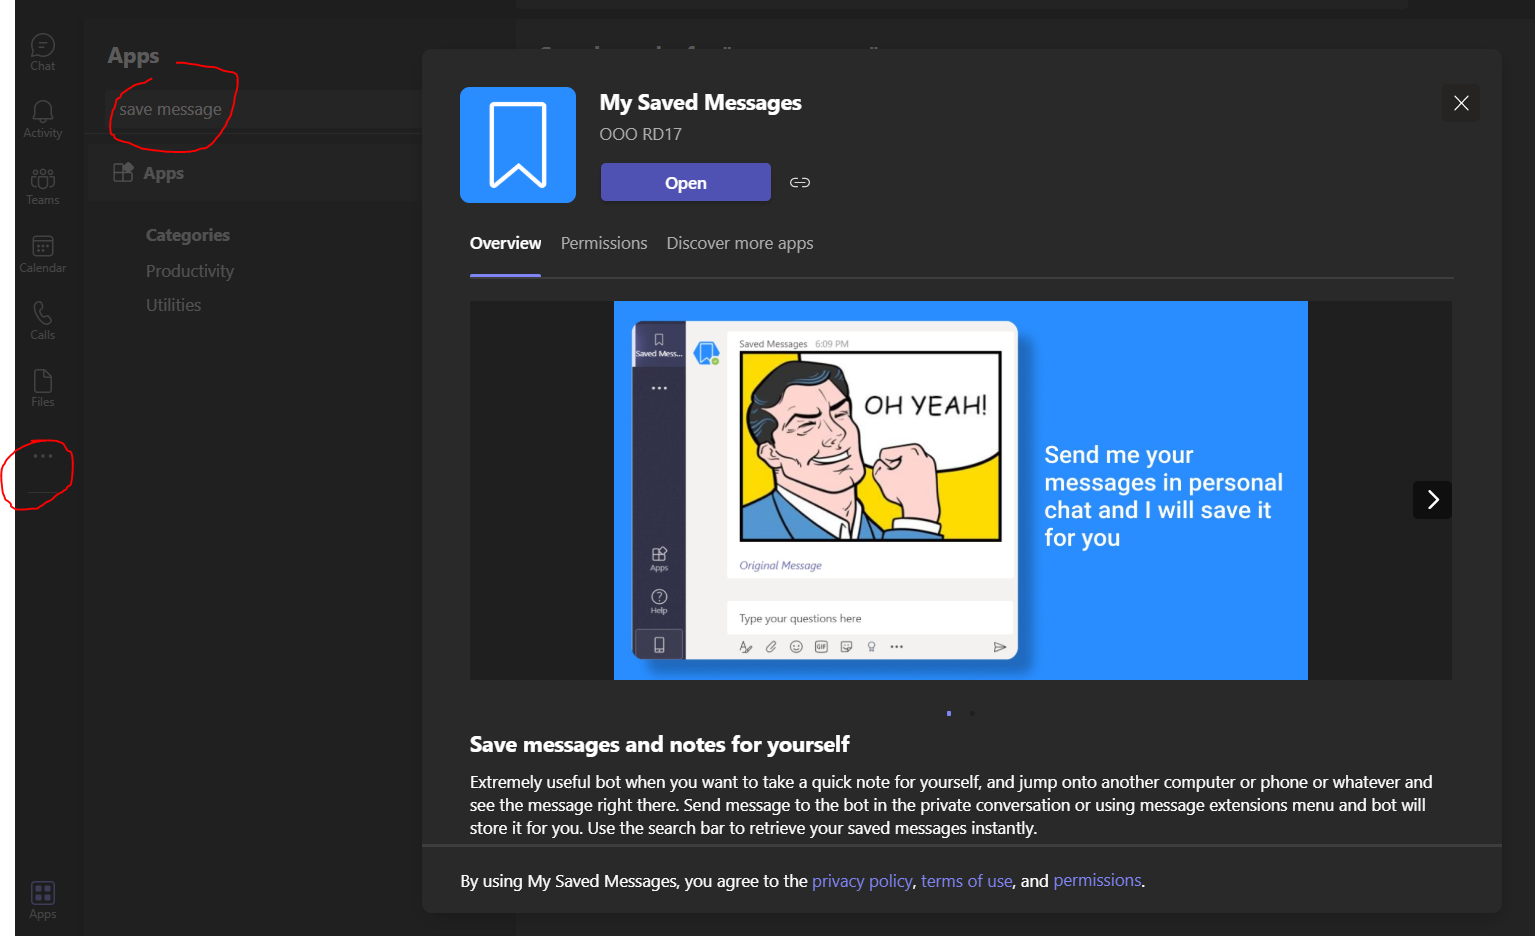 Chat
Activity
Teams
Calendar
Calls
Files
Apps
Apps
save message
Apps
Categories
Productivity
Utilities
My Saved Messages
OOO RD17
Open
Overview Permissions Discover more apps
Saved Mess...
Apps
Help
Saved Messages 6:09 PM
OH YEAH!
Original Message
Type your questions here
GIF
Send me your
messages in personal
chat and I will save it
for you
Save messages and notes for yourself
Extremely useful bot when you want to take a quick note for yourself, and jump onto another computer or phone or whatever and
see the message right there. Send message to the bot in the private conversation or using message extensions menu and bot will
store it for you. Use the search bar to retrieve your saved messages instantly.
By using My Saved Messages, you agree to the privacy policy, terms of use, and permissions.